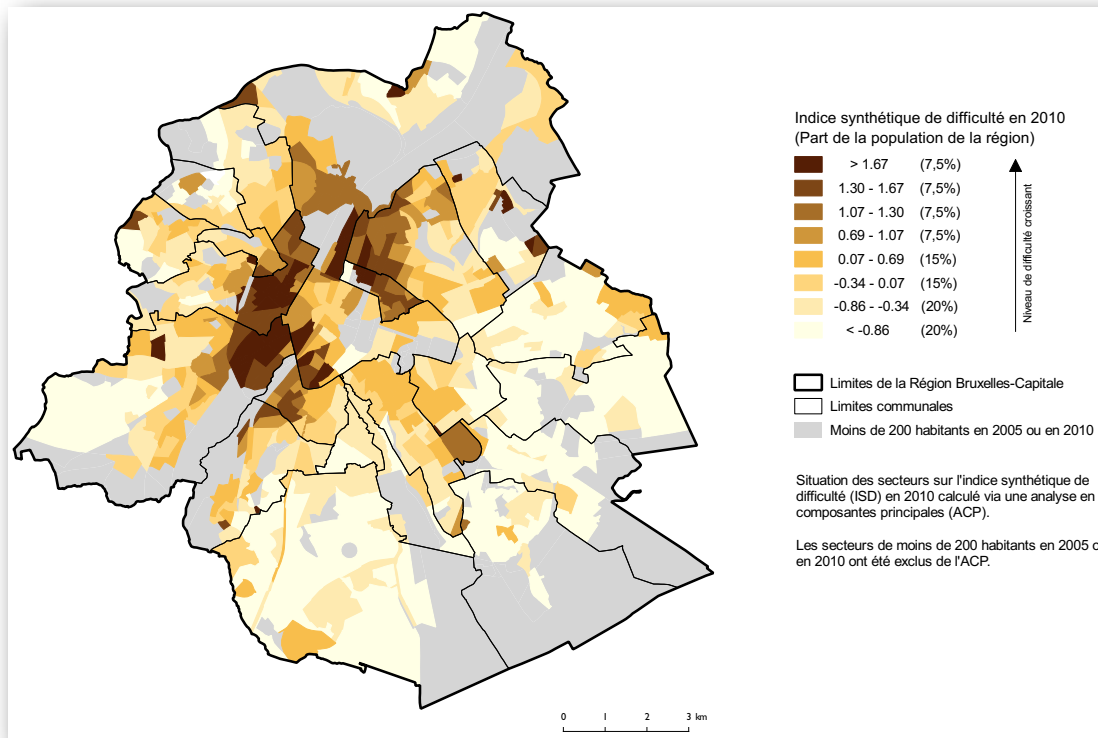 Indice synthétique de difficulté en 2010
(Part de la population de la région)
> 1.67 (7,5%)
1.30 - 1.67 (7,5%)
1.07 - 1.30 (7,5%)
0.69 - 1.07 (7,5%)
0.07 - 0.69 (15%)
-0.34 - 0.07 (15%)
-0.86 - -0.34 (20%)
< -0.86 (20%)
Niveau de difficulté croissant
Limites de la Région Bruxelles-Capitale
Limites communales
Moins de 200 habitants en 2005 ou en 2010
Situation des secteurs sur l'indice synthétique de
difficulté (ISD) en 2010 calculé via une analyse en
composantes principales (ACP).
Les secteurs de moins de 200 habitants en 2005 o
en 2010 ont été exclus de l'ACP.
0 1 2 3 km